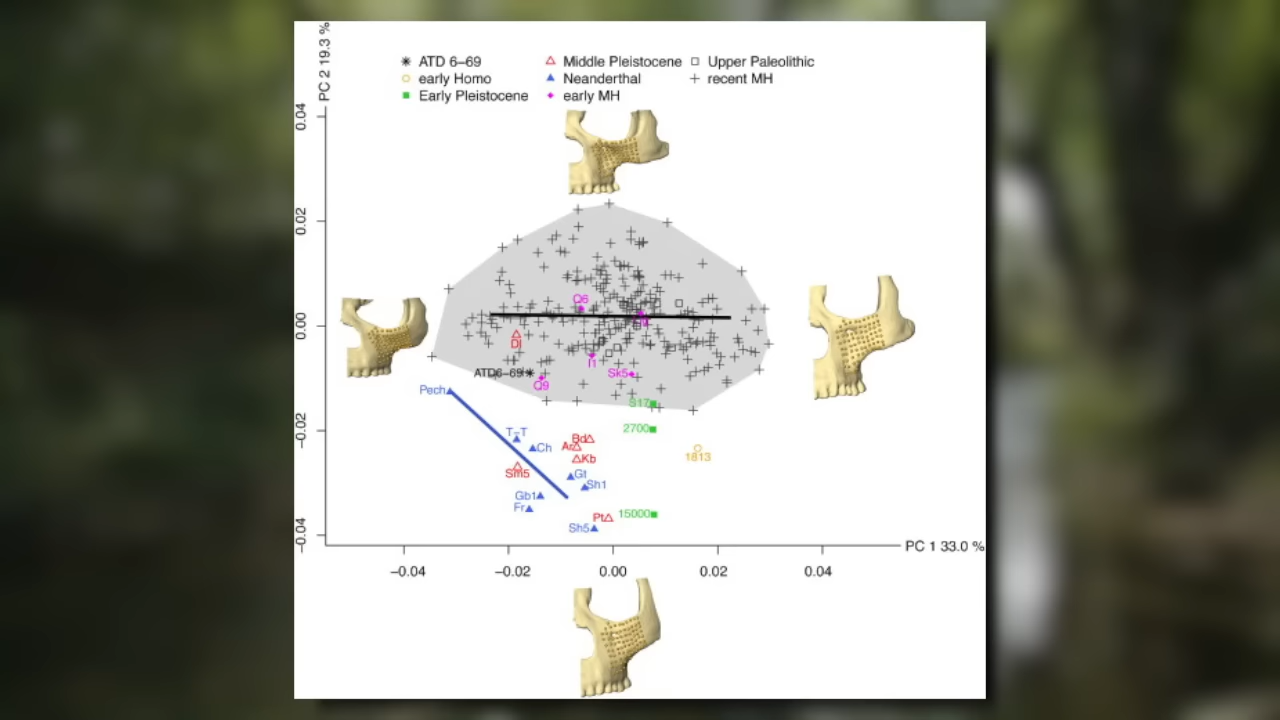 PC 2 19.3 %
ATD 6–69
early Homo
Early Pleistocene
Middle Pleistocene
Neanderthal
early MH
Upper Paleolithic
recent MH
0.04
0.02
0.00
−0.02
−0.04
Q6
Dl
I1
ATD6−69
Q9
Sk5
Pech
S17
2700
T−T
Ch
Bd
Ar
Kb
1813
Sm5
Gt
Sh1
Gb1
Fr
Pt
15000
Sh5
PC 1 33.0 %
−0.04
−0.02
0.00
0.02
0.04